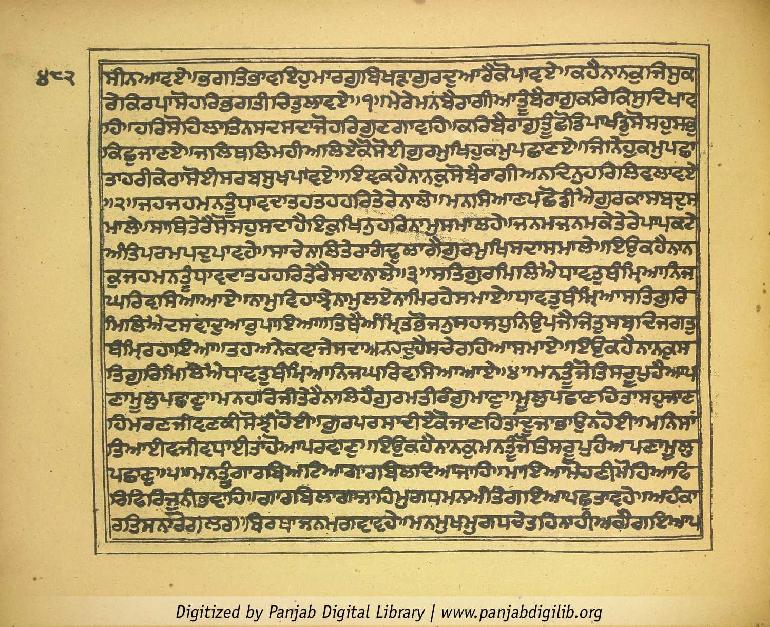 ੪੮੨
ਸੀਨਆਵਏ॥ਭਗਤਿਭਾਵਇਹੁਮਾਰਗੁਬਿਖੜਾਗੁਰਦੁਆਰੈਕੋਪਾਵਏ॥ਕਹੈਨਾਨਕੁਜਿਸੁਕ
ਰੇਕਿਰਪਾਸੋਹਰਿਭਗਤੀਚਿਤੁਲਾਵਏ॥੧॥ਮੇਰੇਮਨਬੈਰਾਗੀਆਤੂੰਬੈਰਾਗੁਕਰਿਕਿਸੁਦਿਖਾਵ
ਹਿ॥ਹਰਿਸੋਹਿਲਾਤਿਨਸਦਸਦਾਜੋਹਰਿਗੁਣਗਾਵਹਿ॥ਕਰਿਬੈਰਾਗੁਤੂੰਛੋਡਿਪਾਖੰਡੁਸੋਸਹੁਸਭੁ
ਕਿਛੁਜਾਣਏ॥ਜਲਿਥਲਿਮਹੀਅਲਿਏਕੋਸੋਈਗੁਰਮੁਖਿਹੁਕਮੁਪਛਾਣਏ॥ਜਿਨਿਹੁਕਮੁਪਛਾ
ਤਾਹਰੀਕੇਰਾਸੋਈਸਰਬਸੁਖਪਾਵਏ॥ਇਵਕਹੈਨਾਨਕੁਸੋਬੈਰਾਗੀਅਨਦਿਨੁਹਰਿਲਿਵਲਾਵਏ
॥੨॥ਜਹਜਹਮਨਤੂੰਧਾਵਦਾਤਹਤਹਹਰਿਤੇਰੈਨਾਲੇ॥ਮਨਸਿਆਣਪਛੋਡੀਐਗੁਰਕਾਸਬਦੁਸ
ਮਾਲੇ॥ਸਾਥਿਤੇਰੈਸੋਸਹੁਸਦਾਹੈਇਕੁਖਿਨੁਹਰਿਨਾਮੁਸਮਾਲਹੇ॥ਜਨਮਜਨਮਕੇਤੇਰੇਪਾਪਕਟੇ
ਅੰਤਿਪਰਮਪਦੁਪਾਵਹੇ॥ਸਾਚੇਨਾਲਿਤੇਰਾਗੰਢੁਲਾਗੈਗੁਰਮੁਖਿਸਦਾਸਮਾਲੇ॥ਇਉਕਹੈਨਾਨ
ਕੁਜਹਮਨਤੂੰਧਾਵਦਾਤਹਹਰਿਤੇਰੈਸਦਾਨਾਲੇ॥੩॥ਸਤਿਗੁਰਮਿਲਿਐਧਾਵਤੁਥੰਮ੍ਹਿਆਨਿਜ
ਘਰਿਵਸਿਆਆਏ॥ਨਾਮੁਵਿਹਾਝੇਨਾਮੁਲਏਨਾਮਿਰਹੇਸਮਾਏ॥ਧਾਵਤੁਥੰਮ੍ਹਿਆਸਤਿਗੁਰਿ
ਮਿਲਿਐਦਸਵਾਦੁਆਰੁਪਾਇਆ॥ਤਿਥੈਅੰਮ੍ਰਿਤਭੋਜਨੁਸਹਜਧੁਨਿਉਪਜੈਜਿਤੁਸਬਦਿਜਗਤੁ
ਥੰਮ੍ਹਿਰਹਾਇਆ॥ਤਹਅਨੇਕਵਾਜੇਸਦਾਅਨਹਦੁਹੈਸਚੇਰਹਿਆਸਮਾਏ॥ਇਉਕਹੈਨਾਨਕੁਸ
ਤਿਗੁਰਿਮਿਲਿਐਧਾਵਤੁਥੰਮ੍ਹਿਆਨਿਜਘਰਿਵਸਿਆਆਏ॥੪॥ਮਨਤੂੰਜੋਤਿਸਰੂਪੁਹੈਆਪ
ਣਾਮੂਲੁਪਛਾਣੁ॥ਮਨਹਰਿਜੀਤੇਰੈਨਾਲਿਹੈਗੁਰਮਤੀਰੰਗੁਮਾਣੁ॥ਮੂਲੁਪਛਾਣਹਿਤਾਸਹੁਜਾਣ
ਹਿਮਰਣਜੀਵਣਕੀਸੋਝੀਹੋਈ॥ਗੁਰਪਰਸਾਦੀਏਕੋਜਾਣਹਿਤਾਦੂਜਾਭਾਉਨਹੋਈ॥ਮਨਿਸਾਂ
ਤਿਆਈਵਜੀਵਧਾਈਤਾਂਹੋਆਪਰਵਾਣੁ॥ਇਉਕਹੈਨਾਨਕੁਮਨਤੂੰਜੋਤਿਸਰੂਪੁਹੈਅਪਣਾਮੂਲੁ
ਪਛਾਣੁ॥੫॥ਮਨਤੂੰਗਾਰਬਿਅਟਿਆਗਾਰਬਿਲਦਿਆਜਾਹਿ॥ਮਾਇਆਮੋਹਣੀਮੋਹਿਆਫਿ
ਰਿਫਿਰਿਜੂਨੀਭਵਾਹਿ॥ਗਾਰਬਿਲਾਗਾਜਾਹਿਮੁਗਧਮਨਅੰਤਿਗਇਆਪਛੁਤਾਵਹੇ॥ਅਹੰਕਾ
ਰੁਤਿਸਨਾਰੋਗੁਲਗਾ॥ਬਿਰਥਾਜਨਮੁਗਵਾਵਹੇ॥ਮਨਮੁਖਮੁਗਧਚੇਤਹਿਨਾਹੀਅਗੈਗਇਆਪ
Digitized by Panjab Digital Library | www.panjabdigilib.org